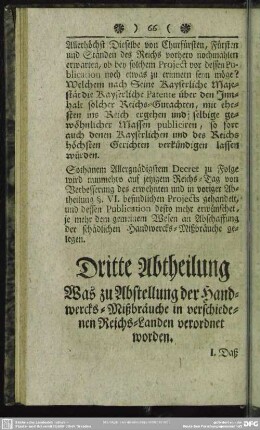 ❀ ) 66 ( ❀
Allerhöchst Dieselbe von Churfürsten, Fürsten
und Ständen des Reichs vorhero nochmahlen
erwarten, ob bey solchem Project vor dessen Pu-
blication noch etwas zu erinnern seyn möge?
Welchem nach Seine Kayserliche Maje-
stät die Kayserliche Patente über den Inn-
halt solcher Reichs-Gutachten, mit ehe-
sten ins Reich ergehen und selbige ge-
wöhnlicher Massen publiciren, so fort
auch denen Kayserlichen und des Reichs
höchsten Gerichten verkündigen lassen
würden.
Sothanem Allergnädigstem Decret zu Folge
wird nunmehro auf jetzigem Reichs-Tag von
Verbesserung des erwehnten und in voriger Ab-
theilung §. VI. befindlichen Projects gehandelt,
und dessen Publication desto mehr erwünschet,
je mehr dem gemeinen Wesen an Abschaffung
der schädlichen Handwercks-Mißbräuche ge-
legen.
Dritte Abtheilung
Was zu Abstellung der Hand-
wercks-Mißbräuche in verschiede-
nen Reichs-Landen verordnet
worden.
I. Daß